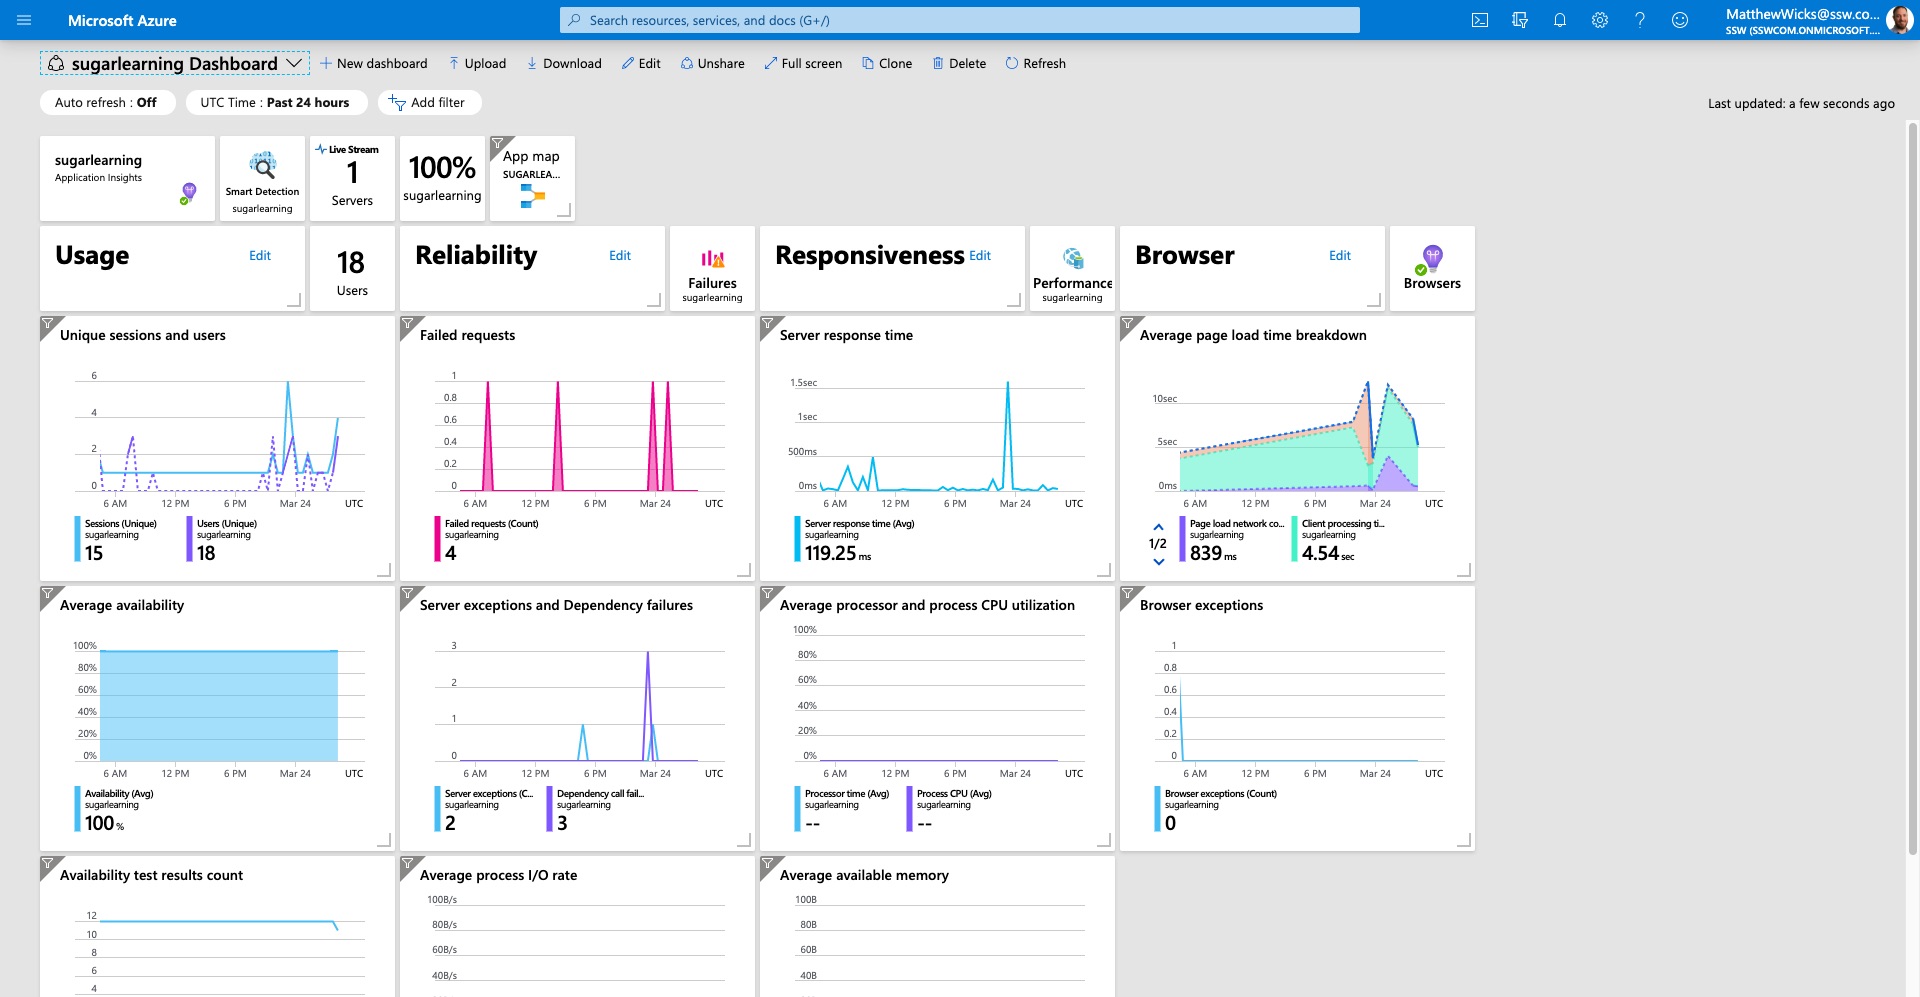 Microsoft Azure
Search resources, services, and docs (G+/)
MatthewWicks@ssw.co...
SSW (SSWCOM.ONMICROSOFT....
sugarlearning Dashboard
New dashboard
Upload
Download
Edit
Unshare
Full screen
Clone
Delete
Refresh
Auto refresh : Off
UTC Time : Past 24 hours
Add filter
Last updated: a few seconds ago
sugarlearning
Application Insights
Smart Detection
sugarlearning
Live Stream
1
Servers
100%
sugarlearning
App map
SUGARLEA...
Usage
Edit
18
Users
Reliability
Edit
Failures
sugarlearning
Responsiveness
Edit
Performance
sugarlearning
Browser
Edit
Browsers
Unique sessions and users
6
4
2
0
6 AM
12 PM
6 PM
Mar 24
UTC
Sessions (Unique)
sugarlearning
15
Users (Unique)
sugarlearning
18
Failed requests
1
0.8
0.6
0.4
0.2
0
6 AM
12 PM
6 PM
Mar 24
UTC
Failed requests (Count)
sugarlearning
4
Server response time
1.5sec
1sec
500ms
0ms
6 AM
12 PM
6 PM
Mar 24
UTC
Server response time (Avg)
sugarlearning
119.25 ms
Average page load time breakdown
10sec
5sec
0ms
6 AM
12 PM
6 PM
Mar 24
UTC
1/2
Page load network co...
sugarlearning
839 ms
Client processing ti...
sugarlearning
4.54 sec
Average availability
100%
80%
60%
40%
20%
0%
6 AM
12 PM
6 PM
Mar 24
UTC
Availability (Avg)
sugarlearning
100 %
Server exceptions and Dependency failures
3
2
1
0
6 AM
12 PM
6 PM
Mar 24
UTC
Server exceptions (C...
sugarlearning
2
Dependency call fail...
sugarlearning
3
Average processor and process CPU utilization
100%
80%
60%
40%
20%
0%
6 AM
12 PM
6 PM
Mar 24
UTC
Processor time (Avg)
sugarlearning
--
Process CPU (Avg)
sugarlearning
--
Browser exceptions
1
0.8
0.6
0.4
0.2
0
6 AM
12 PM
6 PM
Mar 24
UTC
Browser exceptions (Count)
sugarlearning
0
Availability test results count
12
10
8
6
4
Average process I/O rate
100B/s
80B/s
60B/s
40B/s
Average available memory
100B
80B
60B
40B